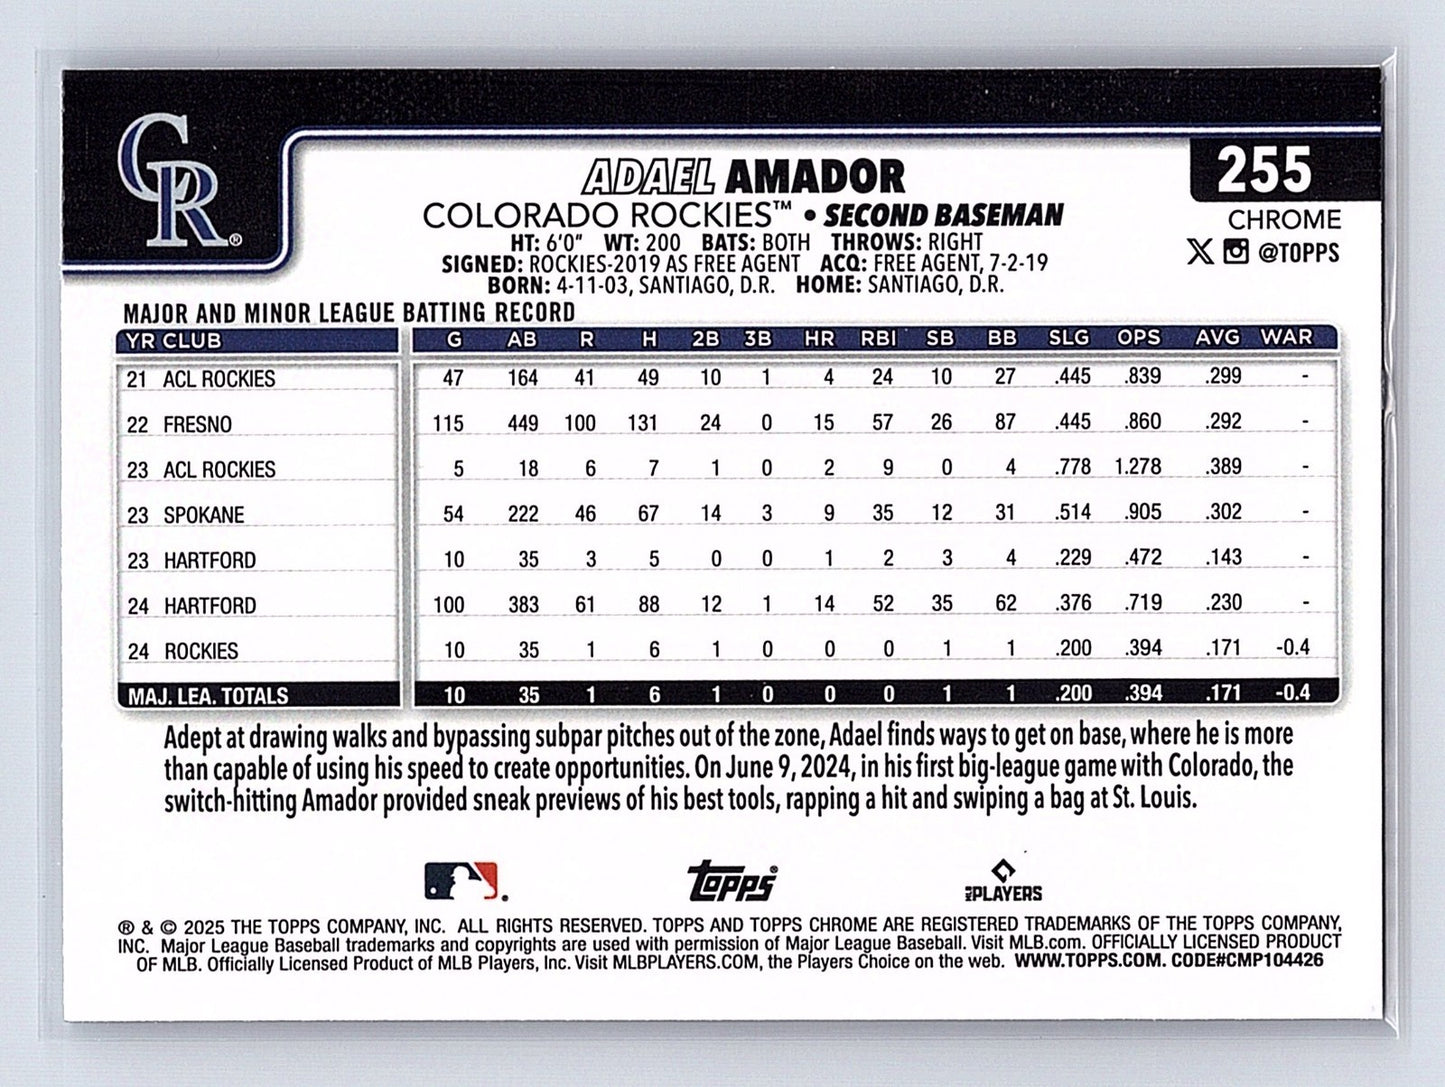 CR®
ADAEL AMADOR
255
COLORADO ROCKIES™ • SECOND BASEMAN
CHROME
HT: 6'0" WT: 200 BATS: BOTH THROWS: RIGHT
@TOPPS
SIGNED: ROCKIES-2019 AS FREE AGENT ACQ: FREE AGENT, 7-2-19
BORN: 4-11-03, SANTIAGO, D.R. HOME: SANTIAGO, D.R.
MAJOR AND MINOR LEAGUE BATTING RECORD
YR CLUB G AB R H 2B 3B HR RBI SB BB SLG OPS AVG WAR
21 ACL ROCKIES 47 164 41 49 10 1 4 24 10 27 .445 .839 .299 -
22 FRESNO 115 449 100 131 24 0 15 57 26 87 .445 .860 .292 -
23 ACL ROCKIES 5 18 6 7 1 0 2 9 0 4 .778 1.278 .389 -
23 SPOKANE 54 222 46 67 14 3 9 35 12 31 .514 .905 .302 -
23 HARTFORD 10 35 3 5 0 0 1 2 3 4 .229 .472 .143 -
24 HARTFORD 100 383 61 88 12 1 14 52 35 62 .376 .719 .230 -
24 ROCKIES 10 35 1 6 1 0 0 0 1 1 .200 .394 .171 -0.4
MAJ. LEA. TOTALS 10 35 1 6 1 0 0 0 1 1 .200 .394 .171 -0.4
Adept at drawing walks and bypassing subpar pitches out of the zone, Adael finds ways to get on base, where he is more
than capable of using his speed to create opportunities. On June 9, 2024, in his first big-league game with Colorado, the
switch-hitting Amador provided sneak previews of his best tools, rapping a hit and swiping a bag at St. Louis.
Topps®
MLB PLAYERS
® & © 2025 THE TOPPS COMPANY, INC. ALL RIGHTS RESERVED. TOPPS AND TOPPS CHROME ARE REGISTERED TRADEMARKS OF THE TOPPS COMPANY,
INC. Major League Baseball trademarks and copyrights are used with permission of Major League Baseball. Visit MLB.com. OFFICIALLY LICENSED PRODUCT
OF MLB. Officially Licensed Product of MLB Players, Inc. Visit MLBPLAYERS.COM, the Players Choice on the web. WWW.TOPPS.COM. CODE#CMP104426